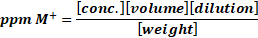 ppm M⁺ = [conc.][volume][dilution] / [weight]